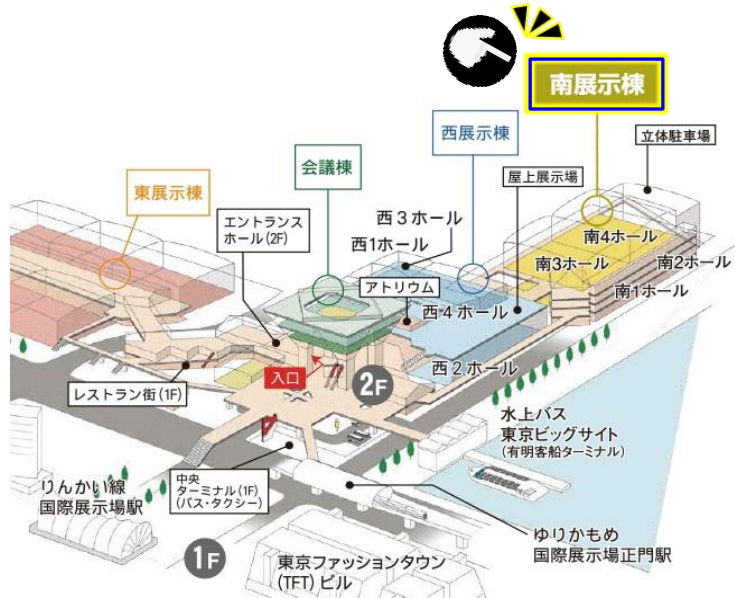 南展示棟
立体駐車場
西展示棟
屋上展示場
会議棟
東展示棟
エントランス
ホール(2F)
西3ホール
西1ホール
アトリウム
西4ホール
西2ホール
南4ホール
南3ホール
南2ホール
南1ホール
入口
2F
レストラン街(1F)
水上バス
東京ビッグサイト
(有明客船ターミナル)
中央
ターミナル(1F)
(バス・タクシー)
りんかい線
国際展示場駅
ゆりかもめ
国際展示場正門駅
1F
東京ファッションタウン
(TFT)ビル